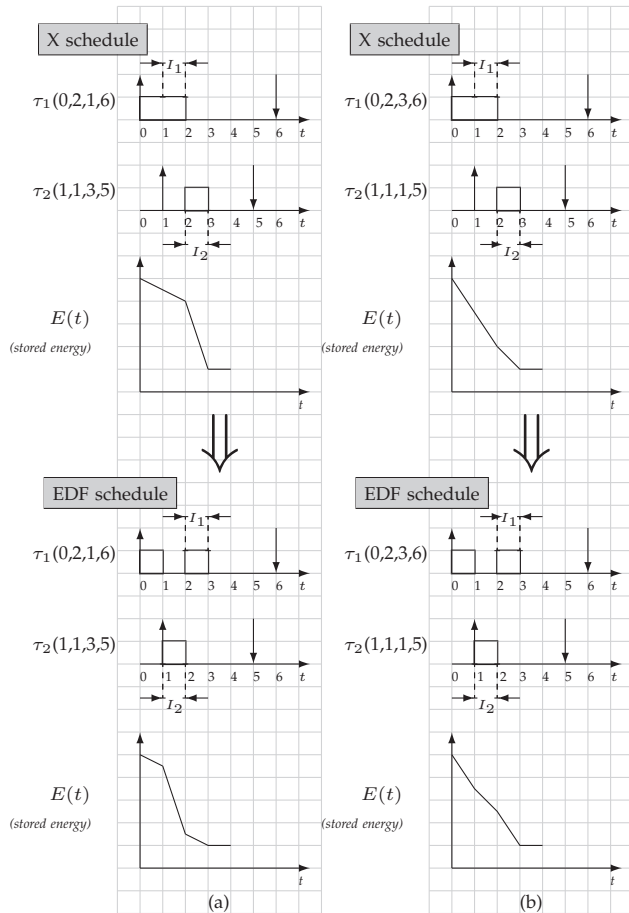 X schedule
I1
τ1(0,2,1,6)
0 1 2 3 4 5 6 t
τ2(1,1,3,5)
0 1 2 3 4 5 6 t
I2
E(t)
(stored energy)
t
EDF schedule
I1
τ1(0,2,1,6)
0 1 2 3 4 5 6 t
τ2(1,1,3,5)
0 1 2 3 4 5 6 t
I2
E(t)
(stored energy)
t
(a)
X schedule
I1
τ1(0,2,3,6)
0 1 2 3 4 5 6 t
τ2(1,1,1,5)
0 1 2 3 4 5 6 t
I2
E(t)
(stored energy)
t
EDF schedule
I1
τ1(0,2,3,6)
0 1 2 3 4 5 6 t
τ2(1,1,1,5)
0 1 2 3 4 5 6 t
I2
E(t)
(stored energy)
t
(b)